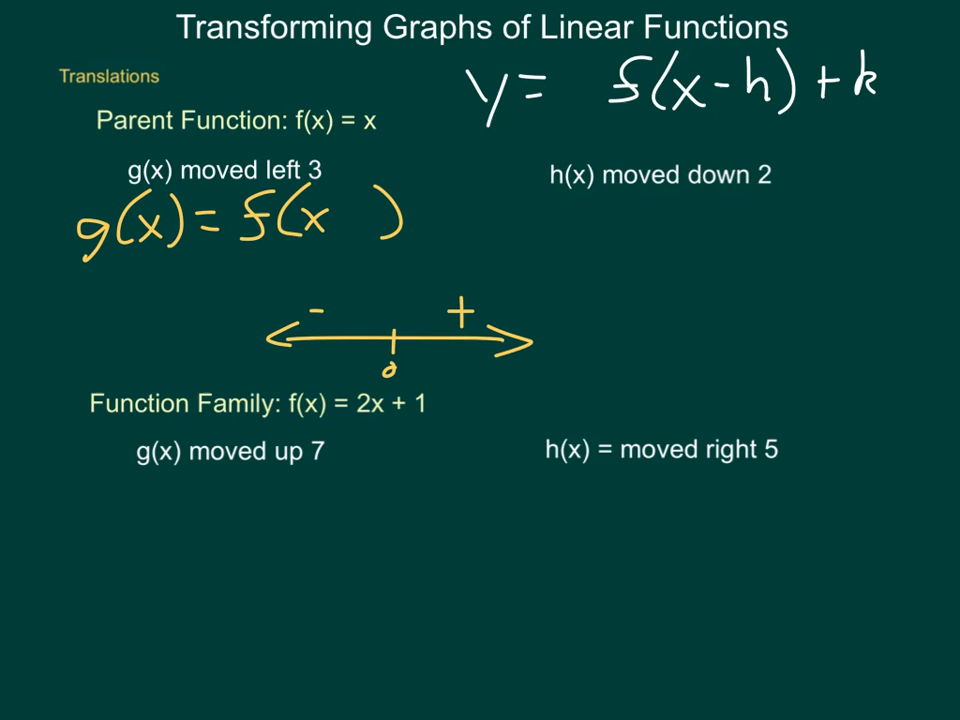 Transforming Graphs of Linear Functions
Translations
y = f(x-h)+k
Parent Function: f(x) = x
g(x) moved left 3
h(x) moved down 2
g(x) = f(x )
- +
0
Function Family: f(x) = 2x + 1
g(x) moved up 7
h(x) = moved right 5